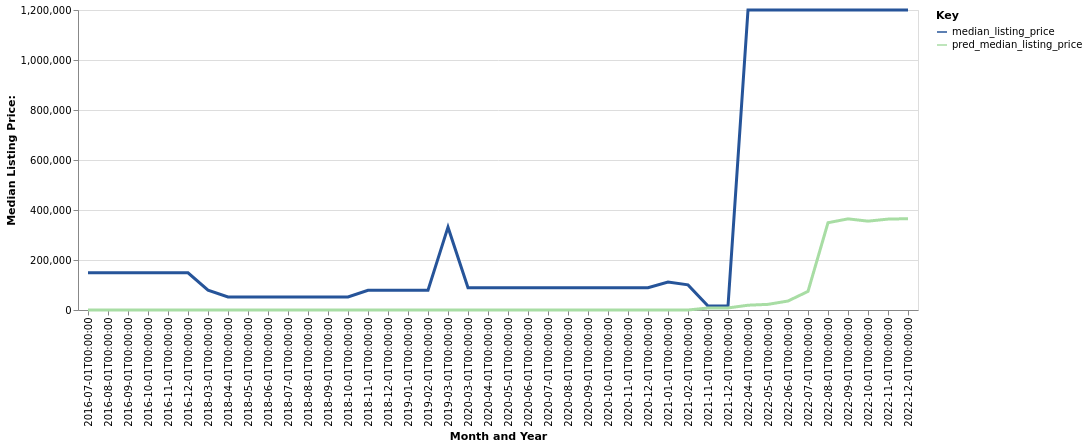 1,200,000
1,000,000
800,000
600,000
400,000
200,000
0
Median Listing Price:
2016-07-01T00:00:00
2016-08-01T00:00:00
2016-09-01T00:00:00
2016-10-01T00:00:00
2016-11-01T00:00:00
2016-12-01T00:00:00
2018-03-01T00:00:00
2018-04-01T00:00:00
2018-05-01T00:00:00
2018-06-01T00:00:00
2018-07-01T00:00:00
2018-08-01T00:00:00
2018-09-01T00:00:00
2018-10-01T00:00:00
2018-11-01T00:00:00
2018-12-01T00:00:00
2019-01-01T00:00:00
2019-02-01T00:00:00
2019-03-01T00:00:00
2020-03-01T00:00:00
2020-04-01T00:00:00
2020-05-01T00:00:00
2020-06-01T00:00:00
2020-07-01T00:00:00
2020-08-01T00:00:00
2020-09-01T00:00:00
2020-10-01T00:00:00
2020-11-01T00:00:00
2020-12-01T00:00:00
2021-01-01T00:00:00
2021-02-01T00:00:00
2021-11-01T00:00:00
2021-12-01T00:00:00
2022-04-01T00:00:00
2022-05-01T00:00:00
2022-06-01T00:00:00
2022-07-01T00:00:00
2022-08-01T00:00:00
2022-09-01T00:00:00
2022-10-01T00:00:00
2022-11-01T00:00:00
2022-12-01T00:00:00
Month and Year
Key
median_listing_price
pred_median_listing_price